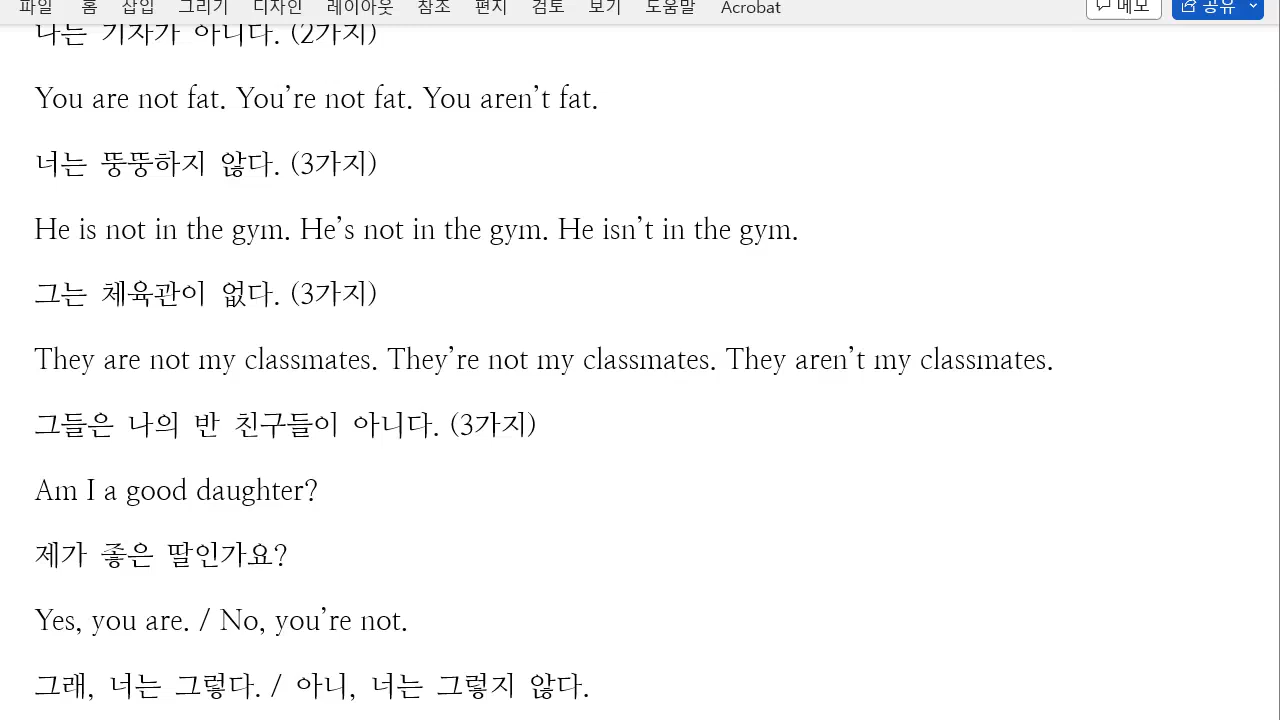 파일 홈 삽입 그리기 디자인 레이아웃 참조 편지 검토 보기 도움말 Acrobat 메모 공유
나는 기자가 아니다. (2가지)
You are not fat. You’re not fat. You aren’t fat.
너는 뚱뚱하지 않다. (3가지)
He is not in the gym. He’s not in the gym. He isn’t in the gym.
그는 체육관이 없다. (3가지)
They are not my classmates. They’re not my classmates. They aren’t my classmates.
그들은 나의 반 친구들이 아니다. (3가지)
Am I a good daughter?
제가 좋은 딸인가요?
Yes, you are. / No, you’re not.
그래, 너는 그렇다. / 아니, 너는 그렇지 않다.